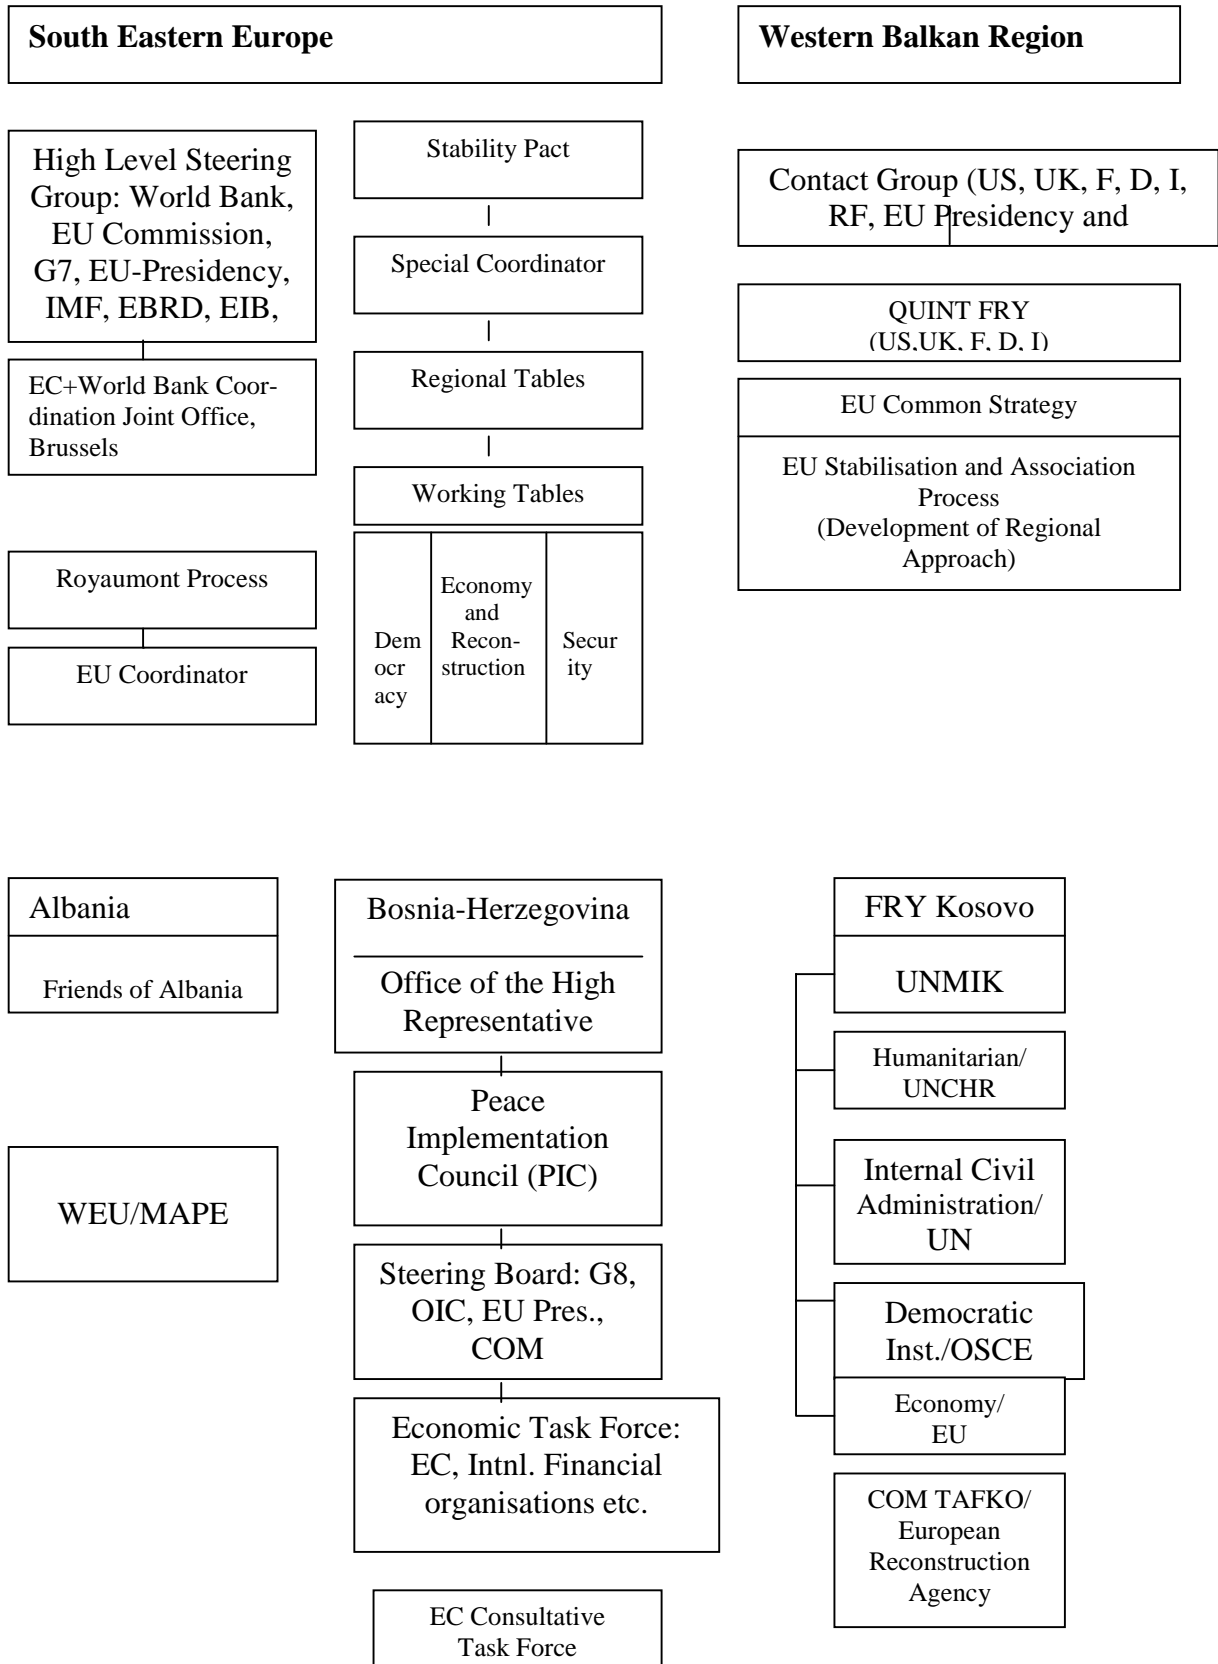 South Eastern Europe
Western Balkan Region
High Level Steering
Group: World Bank,
EU Commission,
G7, EU-Presidency,
IMF, EBRD, EIB,
EC+World Bank Coor-
dination Joint Office,
Brussels
Royaumont Process
EU Coordinator
Stability Pact
Special Coordinator
Regional Tables
Working Tables
Dem
ocr
acy
Economy
and
Recon-
struction
Secur
ity
Contact Group (US, UK, F, D, I,
RF, EU Presidency and
QUINT FRY
(US,UK, F, D, I)
EU Common Strategy
EU Stabilisation and Association
Process
(Development of Regional
Approach)
Albania
Friends of Albania
WEU/MAPE
Bosnia-Herzegovina
Office of the High
Representative
Peace
Implementation
Council (PIC)
Steering Board: G8,
OIC, EU Pres.,
COM
Economic Task Force:
EC, Intnl. Financial
organisations etc.
EC Consultative
Task Force
FRY Kosovo
UNMIK
Humanitarian/
UNCHR
Internal Civil
Administration/
UN
Democratic
Inst./OSCE
Economy/
EU
COM TAFKO/
European
Reconstruction
Agency